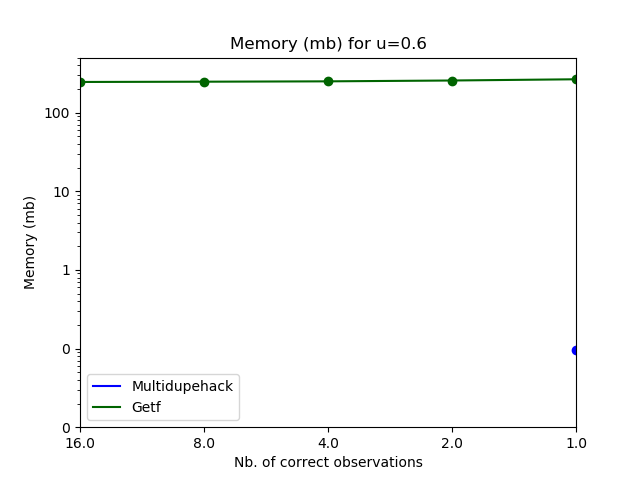 Memory (mb) for u=0.6
Memory (mb)
100
10
1
0
0
16.0 8.0 4.0 2.0 1.0
Nb. of correct observations
Multidupehack
Getf